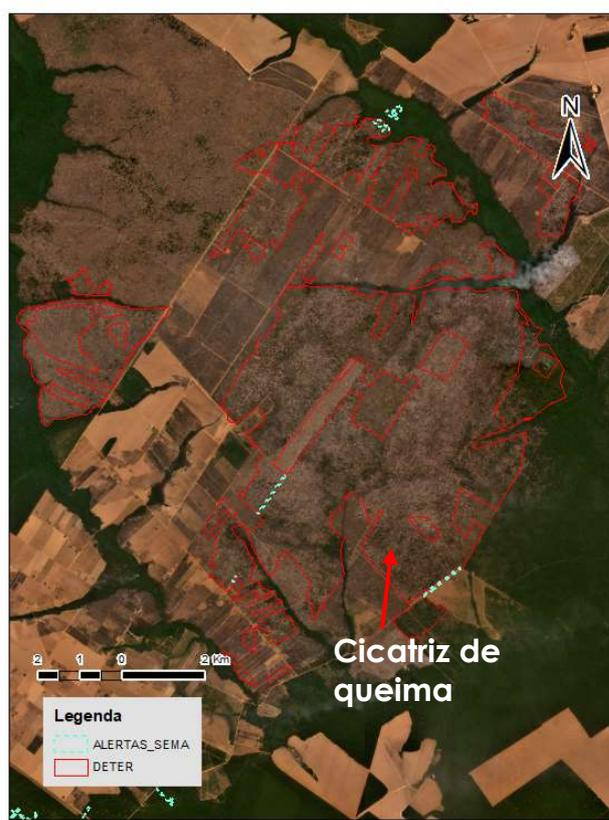 N
Cicatriz de
queima
2 1 0 2 Km
Legenda
ALERTAS_SEMA
DETER